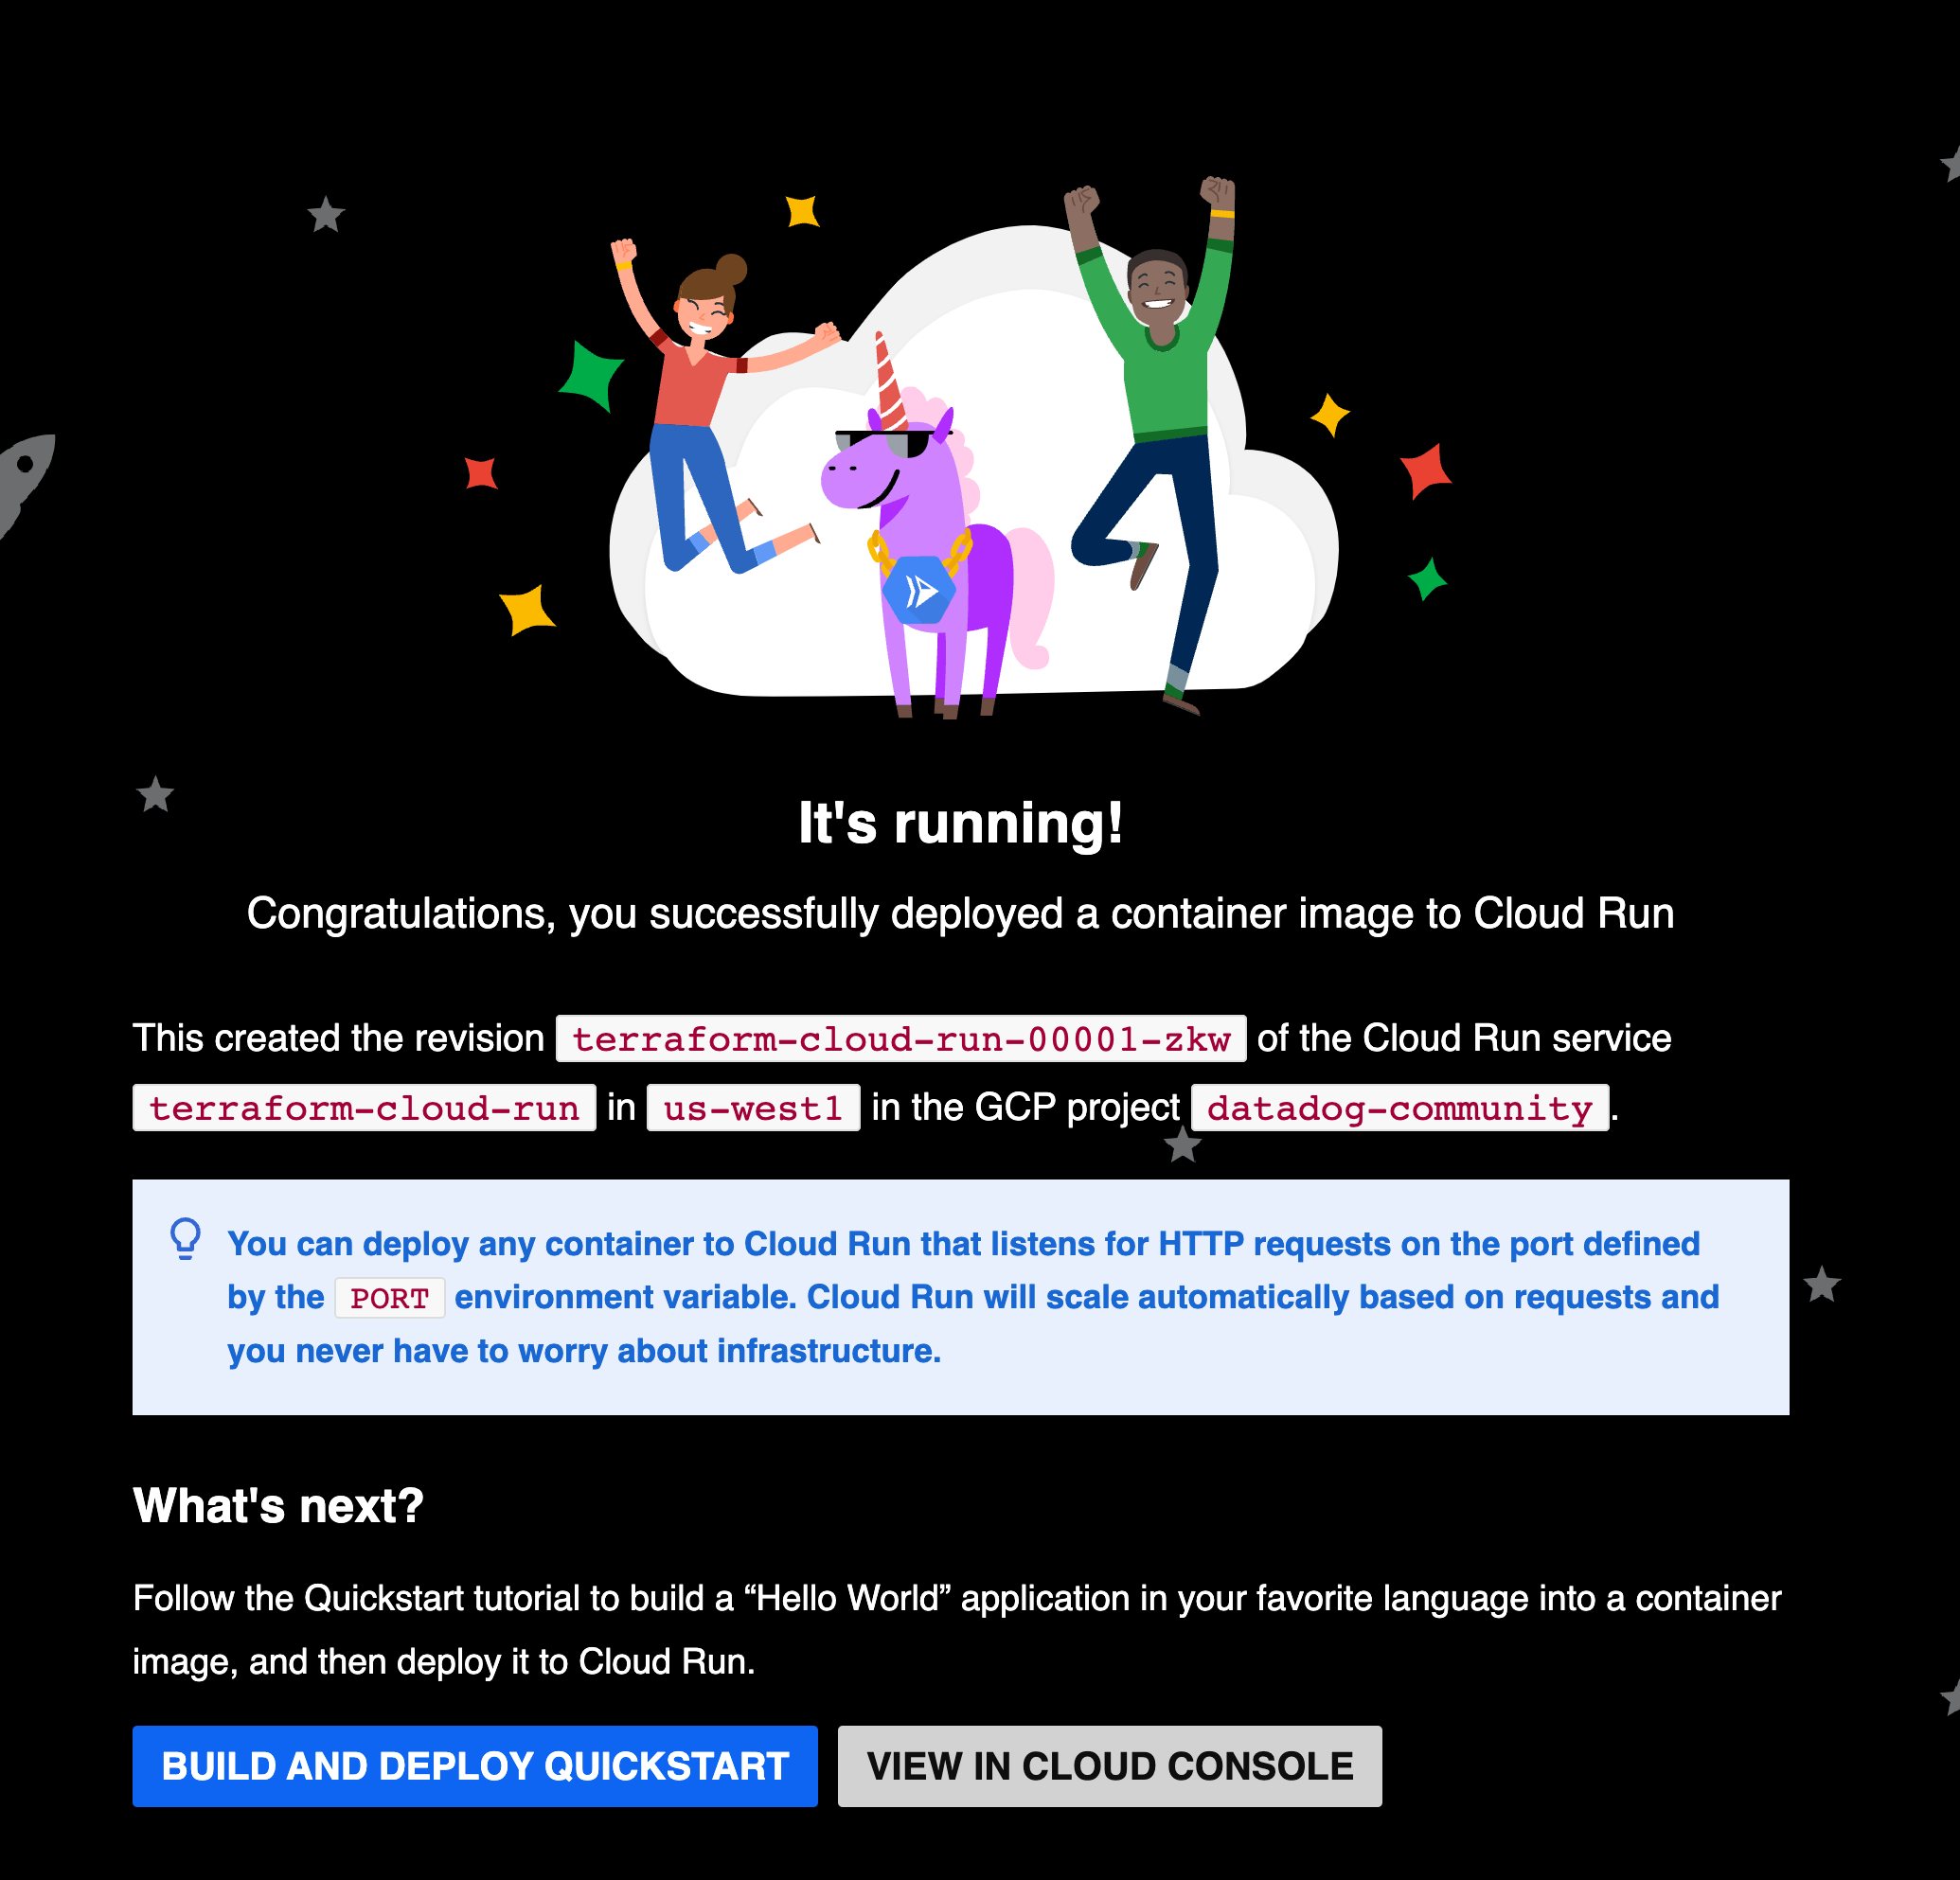 It's running!
Congratulations, you successfully deployed a container image to Cloud Run
This created the revision terraform-cloud-run-00001-zkw of the Cloud Run service
terraform-cloud-run in us-west1 in the GCP project datadog-community.
You can deploy any container to Cloud Run that listens for HTTP requests on the port defined
by the PORT environment variable. Cloud Run will scale automatically based on requests and
you never have to worry about infrastructure.
What's next?
Follow the Quickstart tutorial to build a “Hello World” application in your favorite language into a container
image, and then deploy it to Cloud Run.
BUILD AND DEPLOY QUICKSTART VIEW IN CLOUD CONSOLE